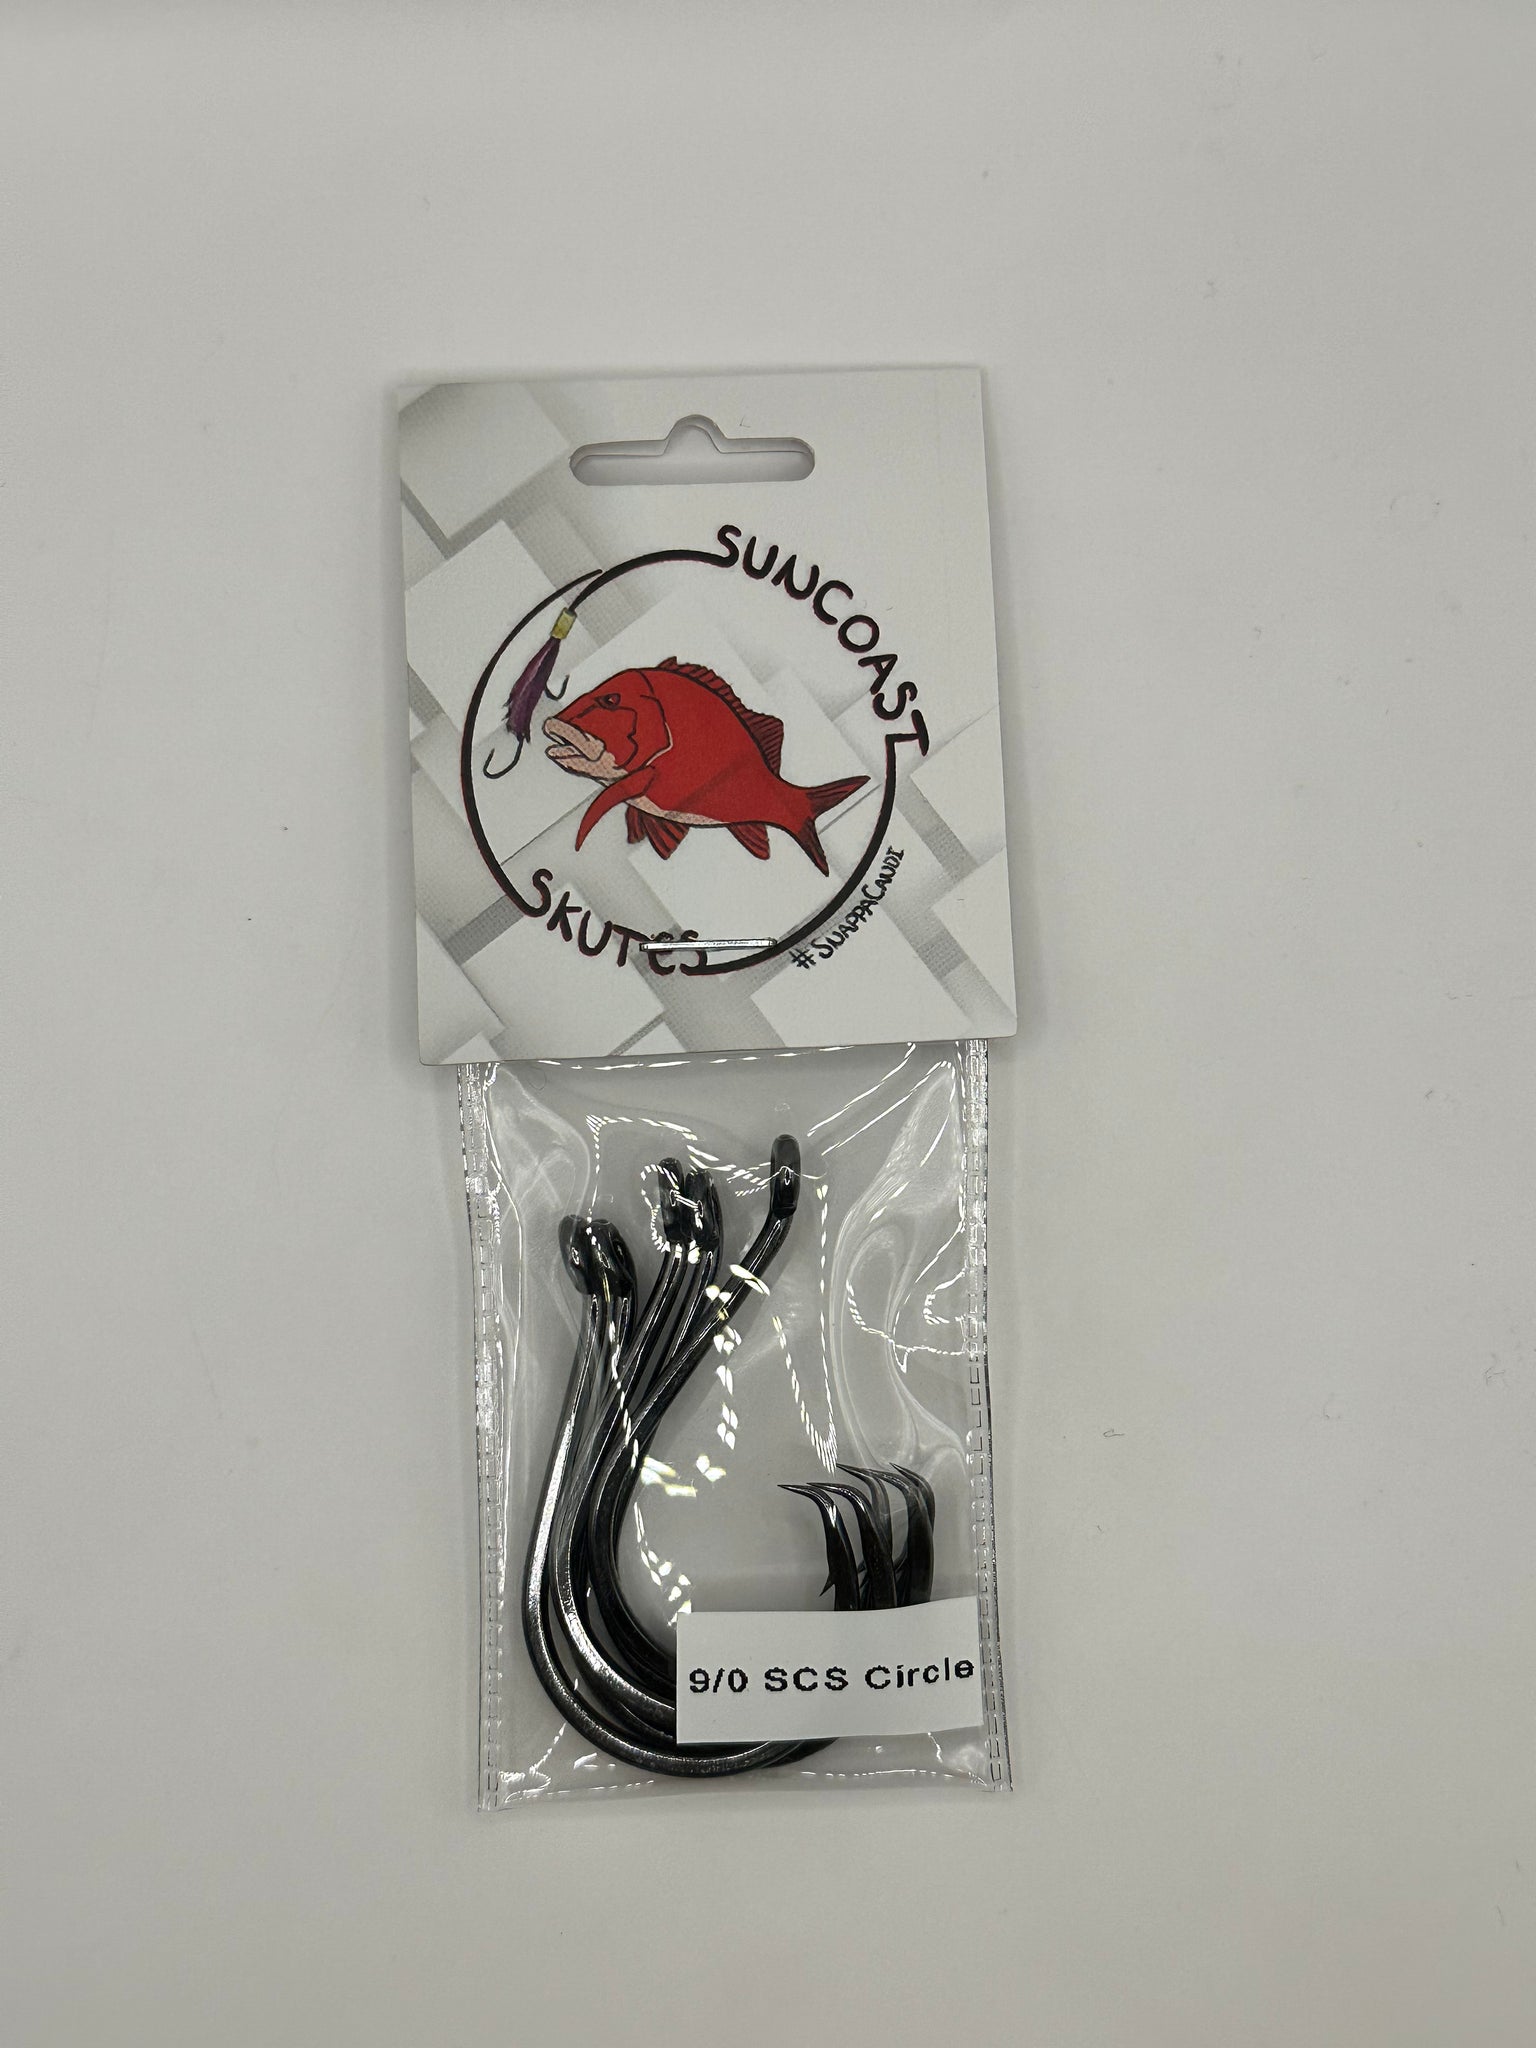 SUNCOAST
SKUTES
#SNAPPACANDI
9/0 SCS Circle